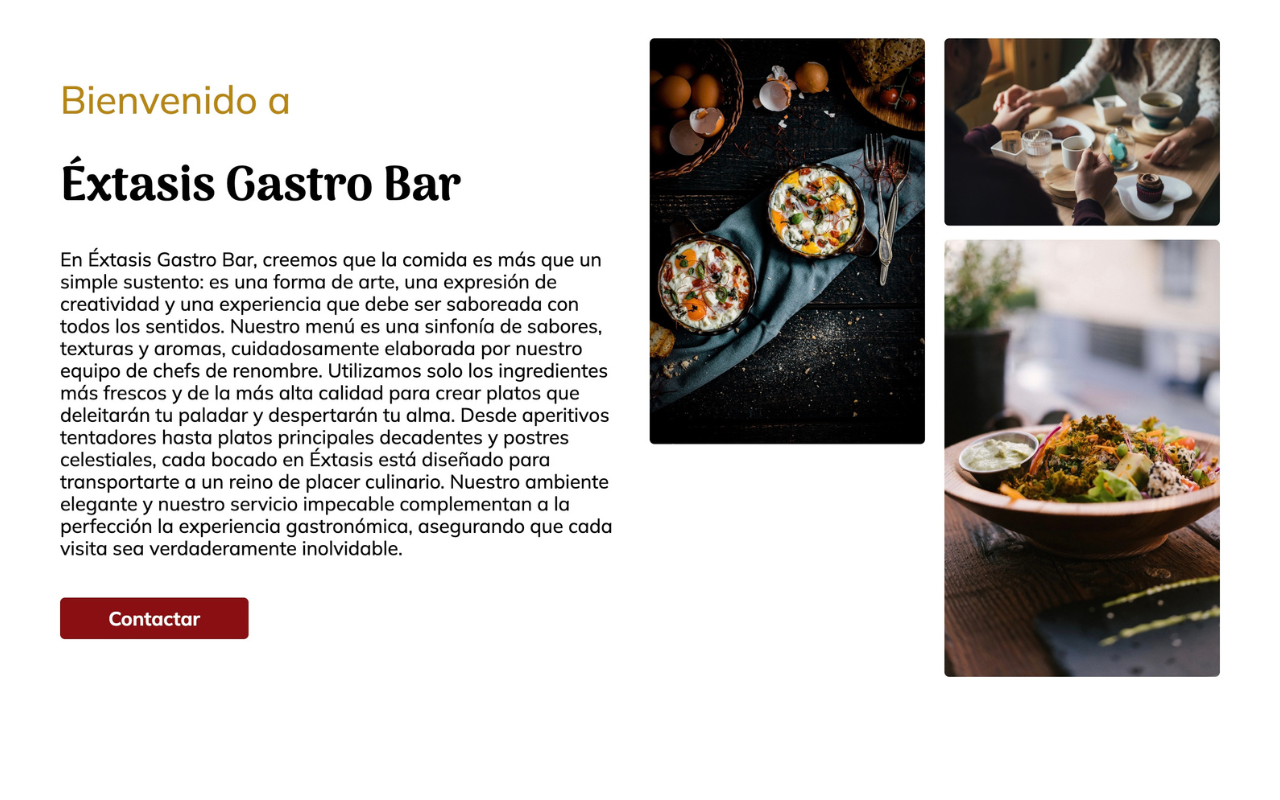 Bienvenido a
Éxtasis Gastro Bar
En Éxtasis Gastro Bar, creemos que la comida es más que un
simple sustento: es una forma de arte, una expresión de
creatividad y una experiencia que debe ser saboreada con
todos los sentidos. Nuestro menú es una sinfonía de sabores,
texturas y aromas, cuidadosamente elaborada por nuestro
equipo de chefs de renombre. Utilizamos solo los ingredientes
más frescos y de la más alta calidad para crear platos que
deleitarán tu paladar y despertarán tu alma. Desde aperitivos
tentadores hasta platos principales decadentes y postres
celestiales, cada bocado en Éxtasis está diseñado para
transportarte a un reino de placer culinario. Nuestro ambiente
elegante y nuestro servicio impecable complementan a la
perfección la experiencia gastronómica, asegurando que cada
visita sea verdaderamente inolvidable.
Contactar